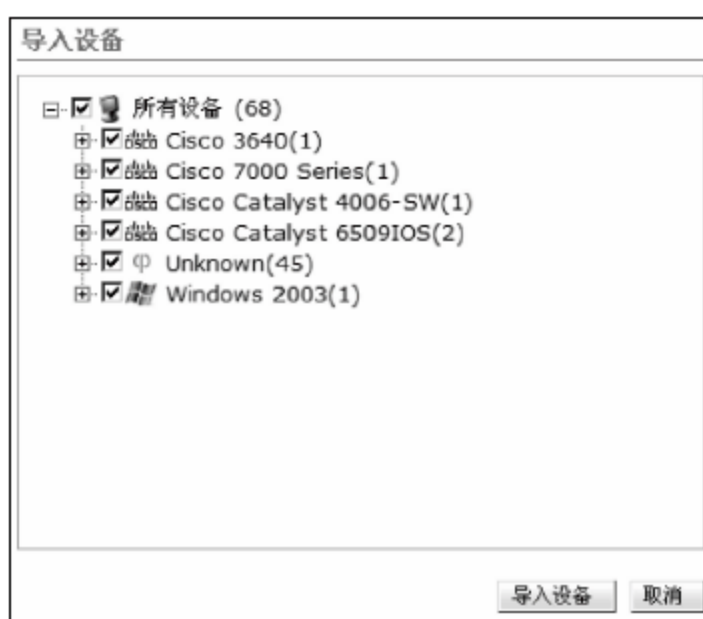 导入设备
所有设备 (68)
Cisco 3640(1)
Cisco 7000 Series(1)
Cisco Catalyst 4006-SW(1)
Cisco Catalyst 6509IOS(2)
Unknown(45)
Windows 2003(1)
导入设备 取消